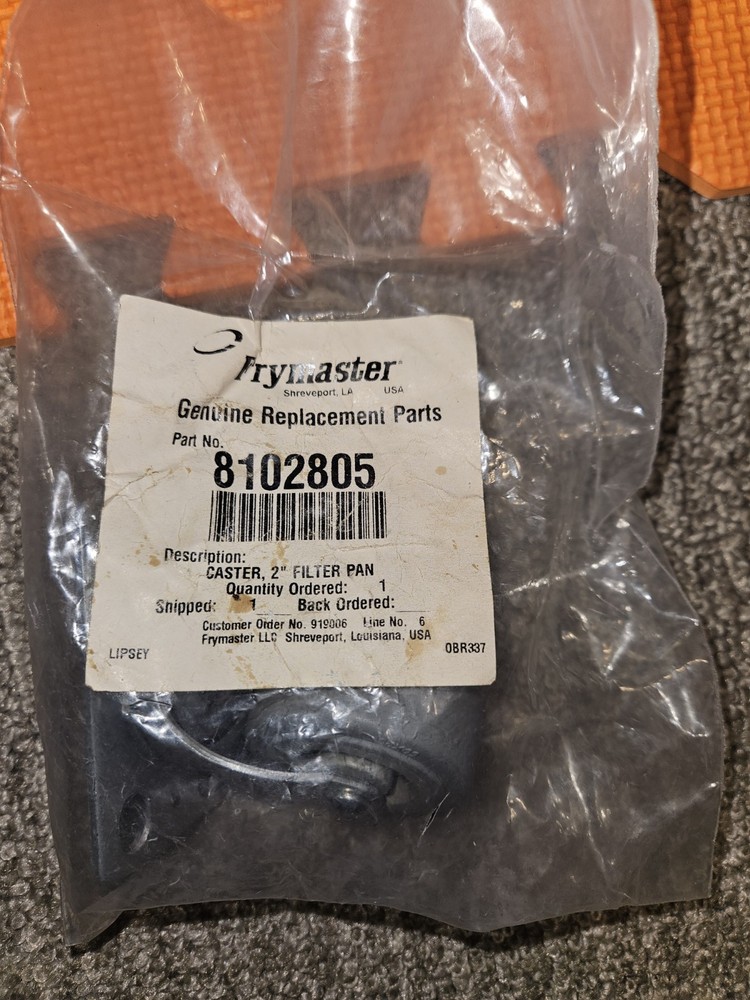 Frymaster
Shreveport, LA USA
Genuine Replacement Parts
Part No.
8102805
Description:
CASTER, 2" FILTER PAN
Quantity Ordered: 1
Shipped: 1 Back Ordered:
Customer Order No. 919006 Line No. 6
Frymaster LLC Shreveport, Louisiana, USA
LIPSEY OBR337